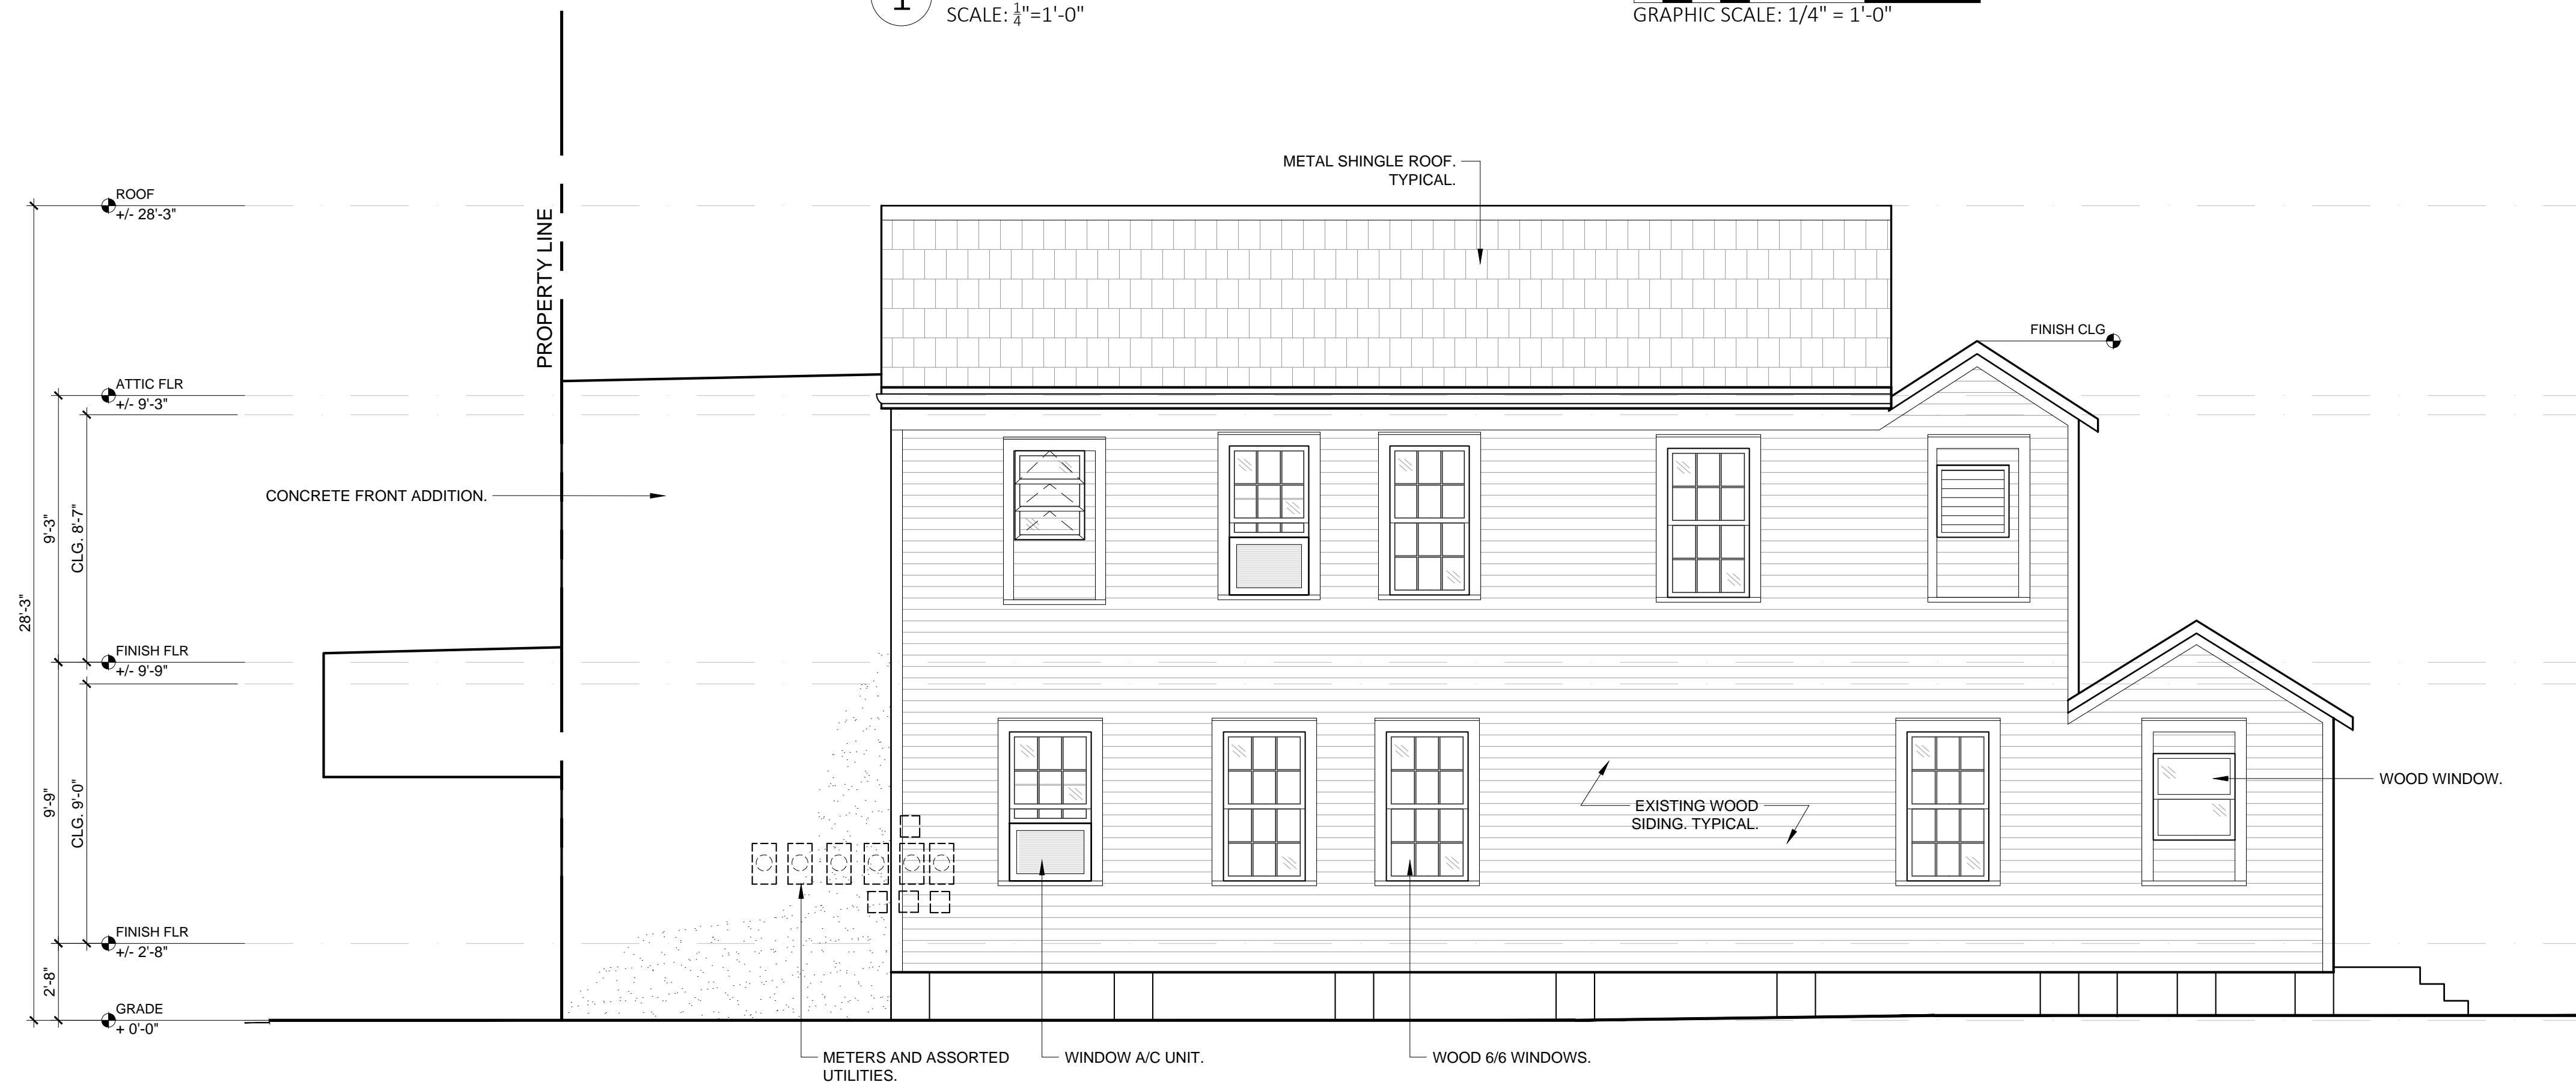 1
SCALE: 1/4"=1'-0"
GRAPHIC SCALE: 1/4" = 1'-0"
METAL SHINGLE ROOF.
TYPICAL.
ROOF
+/- 28'-3"
PROPERTY LINE
FINISH CLG
ATTIC FLR
+/- 9'-3"
CONCRETE FRONT ADDITION.
9'-3"
CLG. 8'-7"
28'-3"
FINISH FLR
+/- 9'-9"
WOOD WINDOW.
EXISTING WOOD
SIDING. TYPICAL.
9'-9"
CLG. 9'-0"
FINISH FLR
+/- 2'-8"
2'-8"
GRADE
+ 0'-0"
METERS AND ASSORTED
UTILITIES.
WINDOW A/C UNIT.
WOOD 6/6 WINDOWS.